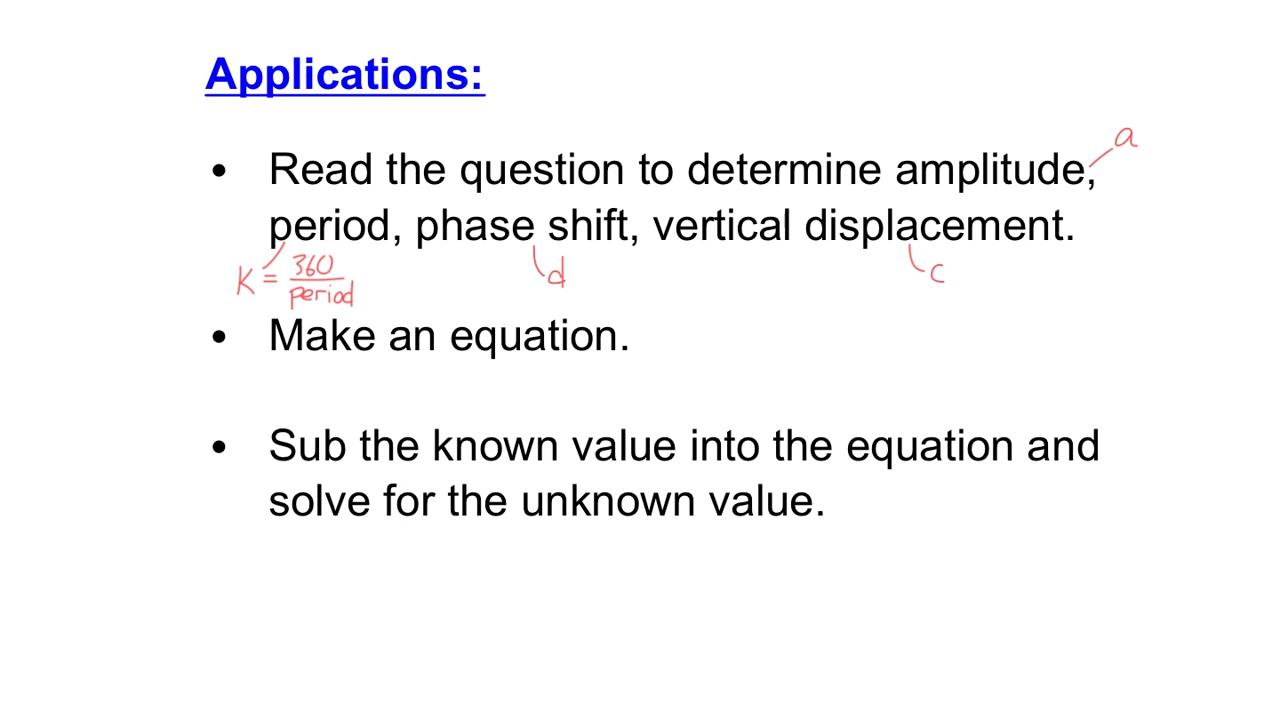 Applications:
a
• Read the question to determine amplitude,
period, phase shift, vertical displacement.
K = 360/period
d
c
• Make an equation.
• Sub the known value into the equation and
solve for the unknown value.